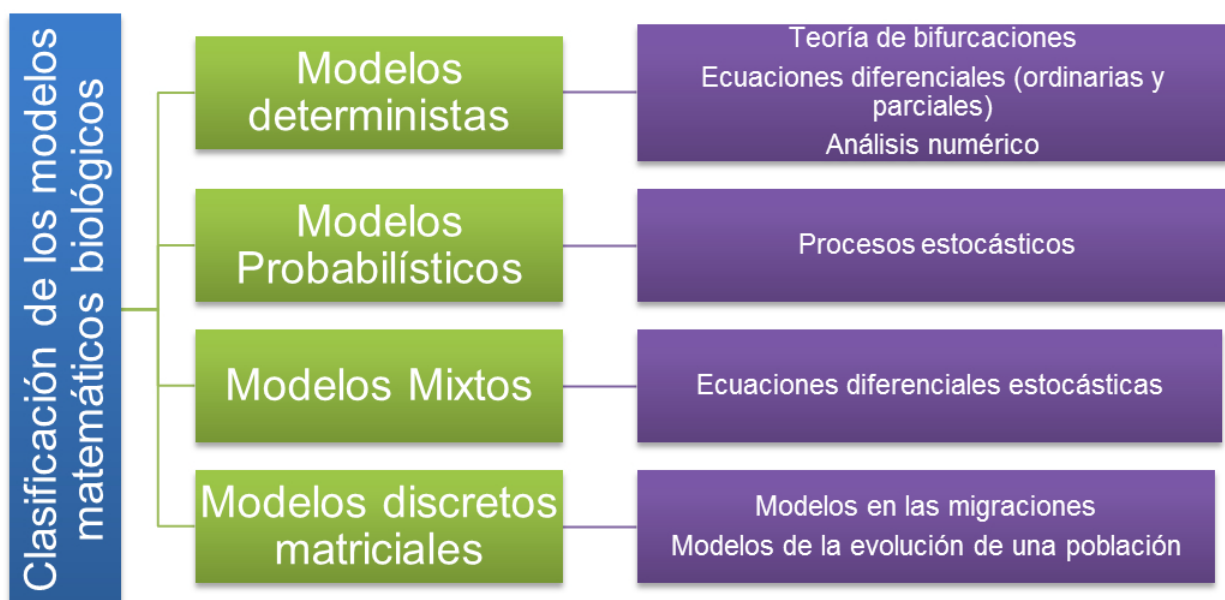 Clasificación de los modelos
matemáticos biológicos
Modelos
deterministas
Teoría de bifurcaciones
Ecuaciones diferenciales (ordinarias y
parciales)
Análisis numérico
Modelos
Probabilísticos
Procesos estocásticos
Modelos Mixtos
Ecuaciones diferenciales estocásticas
Modelos discretos
matriciales
Modelos en las migraciones
Modelos de la evolución de una población